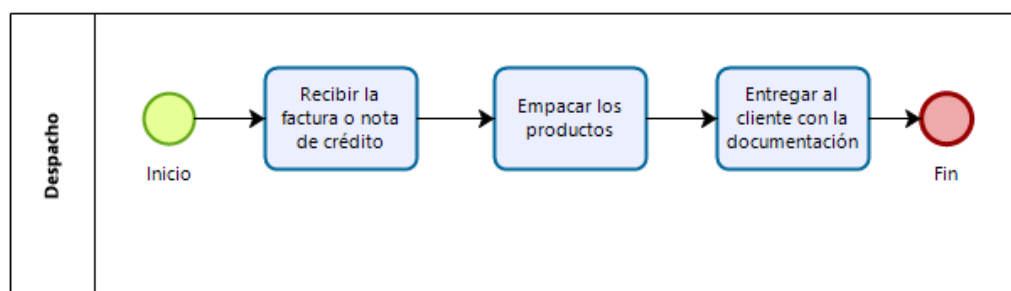 Despacho
Inicio
Recibir la
factura o nota
de crédito
Empacar los
productos
Entregar al
cliente con la
documentación
Fin